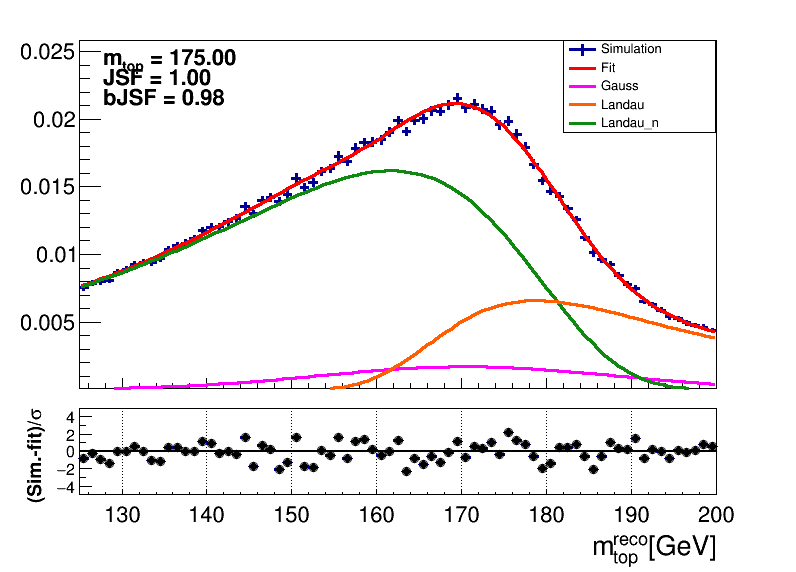 0.025
0.02
0.015
0.01
0.005
m_top = 175.00
JSF = 1.00
bJSF = 0.98
Simulation
Fit
Gauss
Landau
Landau_n
(Sim.-fit)/σ
4
2
0
−2
−4
130 140 150 160 170 180 190 200
m_top^reco[GeV]